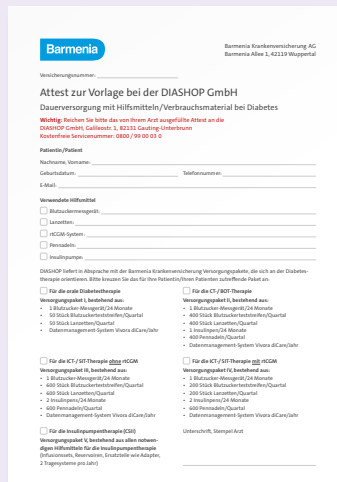 Barmenia
Barmenia Krankenversicherung AG
Barmenia Allee 1, 42119 Wuppertal
Versicherungsnummer:
Attest zur Vorlage bei der DIASHOP GmbH
Dauerversorgung mit Hilfsmitteln/Verbrauchsmaterial bei Diabetes
Wichtig: Reichen Sie bitte das von Ihrem Arzt ausgefüllte Attest an die
DIASHOP GmbH, Galileostr. 1, 82131 Gauting-Unterbrunn
Kostenfreie Servicenummer: 0800 / 99 00 03 0
Patientin/Patient
Nachname, Vorname:
Geburtsdatum: Telefonnummer:
E-Mail:
Verwendete Hilfsmittel
Blutzuckermessgerät:
Lanzetten:
rtCGM-System:
Pennadeln:
Insulinpumpe:
DIASHOP liefert in Absprache mit der Barmenia Krankenversicherung Versorgungspakete, die sich an der Diabetes-
therapie orientieren. Bitte kreuzen Sie das für Ihre Patientin/Ihren Patienten zutreffende Paket an:
Für die orale Diabetestherapie
Versorgungspaket I, bestehend aus:
• 1 Blutzucker-Messgerät/24 Monate
• 50 Stück Blutzuckerteststreifen/Quartal
• 50 Stück Lanzetten/Quartal
• Datenmanagement-System Vivora diCare/Jahr
Für die CT-/ BOT-Therapie
Versorgungspaket II, bestehend aus:
• 1 Blutzucker-Messgerät/24 Monate
• 400 Stück Blutzuckerteststreifen/Quartal
• 400 Stück Lanzetten/Quartal
• 1 Insulinpen/24 Monate
• 400 Pennadeln/Quartal
• Datenmanagement-System Vivora diCare/Jahr
Für die ICT-/ SIT-Therapie ohne rtCGM
Versorgungspaket III, bestehend aus:
• 1 Blutzucker-Messgerät/24 Monate
• 600 Stück Blutzuckerteststreifen/Quartal
• 600 Stück Lanzetten/Quartal
• 2 Insulinpens/24 Monate
• 600 Pennadeln/Quartal
• Datenmanagement-System Vivora diCare/Jahr
Für die ICT-/ SIT-Therapie mit rtCGM
Versorgungspaket IV, bestehend aus:
• 1 Blutzucker-Messgerät/24 Monate
• 200 Stück Blutzuckerteststreifen/Quartal
• 200 Stück Lanzetten/Quartal
• 2 Insulinpens/24 Monate
• 600 Pennadeln/Quartal
• Datenmanagement-System Vivora diCare/Jahr
Für die Insulinpumpentherapie (CSII)
Versorgungspaket V, bestehend aus allen notwen-
digen Hilfsmitteln für die Insulinpumpentherapie
(Infusionssets, Reservoiren, Ersatzteile wie Adapter,
2 Tragesysteme pro Jahr)
Unterschrift, Stempel Arzt